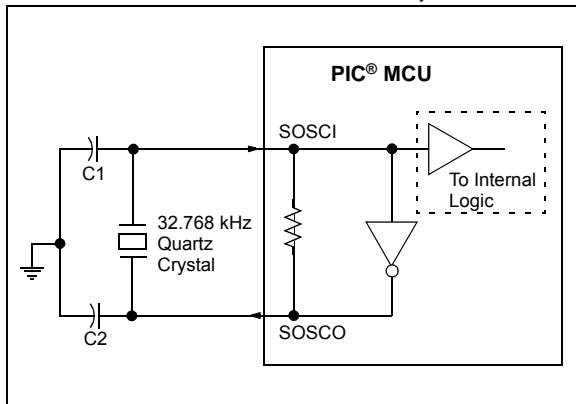 PIC® MCU
SOSCI
C1
To Internal
Logic
32.768 kHz
Quartz
Crystal
SOSCO
C2